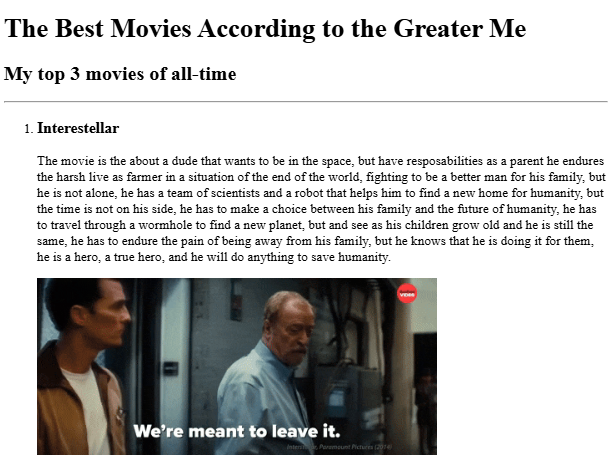 The Best Movies According to the Greater Me
My top 3 movies of all-time
1. Interestellar
The movie is the about a dude that wants to be in the space, but have resposabilities as a parent he endures
the harsh live as farmer in a situation of the end of the world, fighting to be a better man for his family, but
he is not alone, he has a team of scientists and a robot that helps him to find a new home for humanity, but
the time is not on his side, he has to make a choice between his family and the future of humanity, he has
to travel through a wormhole to find a new planet, but and see as his children grow old and he is still the
same, he has to endure the pain of being away from his family, but he knows that he is doing it for them,
he is a hero, a true hero, and he will do anything to save humanity.
We're meant to leave it.
Paramount Pictures (2014)